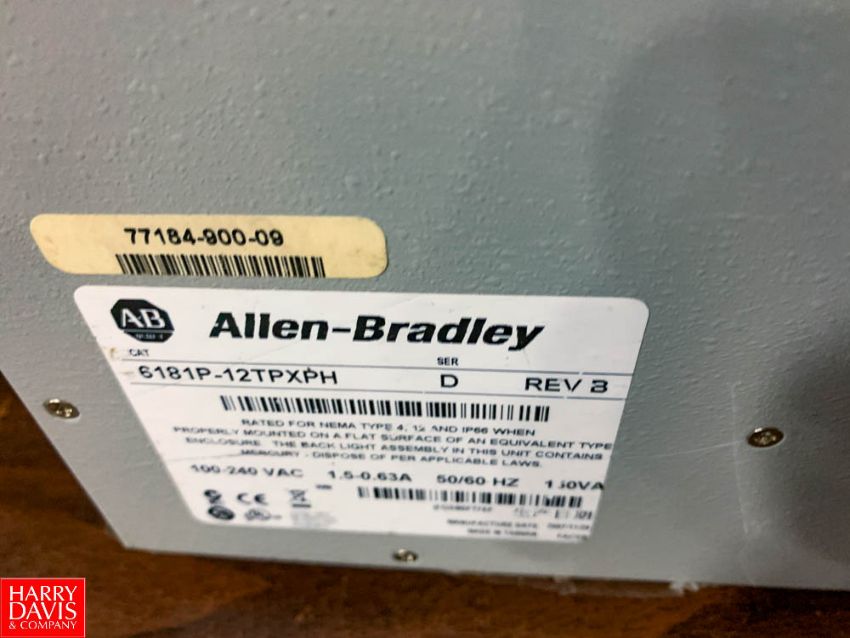 77184-900-09
AB
Allen-Bradley
CAT
SER
6181P-12TPXPH D REV B
RATED FOR NEMA TYPE 4, 12 AND IP66 WHEN
PROPERLY MOUNTED ON A FLAT SURFACE OF AN EQUIVALENT TYPE
ENCLOSURE. THE BACK LIGHT ASSEMBLY IN THIS UNIT CONTAINS
MERCURY - DISPOSE OF PER APPLICABLE LAWS.
100-240 VAC 1.5-0.63A 50/60 HZ
CE
MANUFACTURE DATE
HARRY
DAVIS
& COMPANY